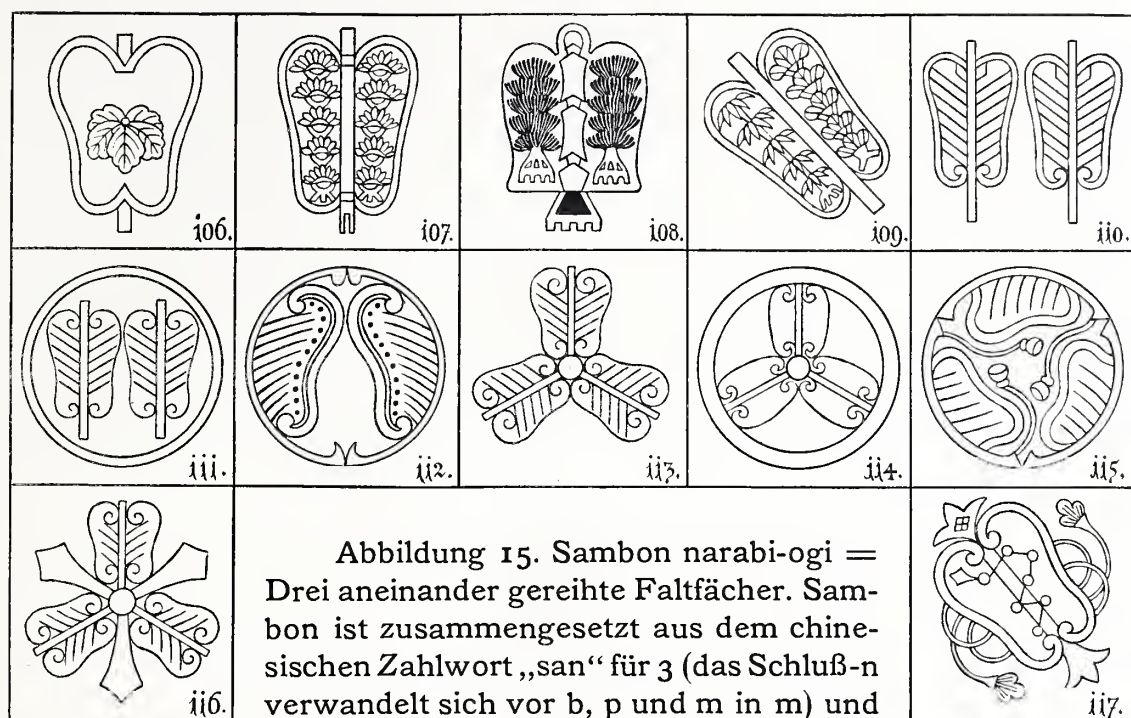 106.
107.
108.
109.
110.
111.
112.
113.
114.
115.
116.
Abbildung 15. Sambon narabi-ogi =
Drei aneinander gereihte Faltfächer. Sam-
bon ist zusammengesetzt aus dem chine-
sischen Zahlwort „san“ für 3 (das Schluß-n
verwandelt sich vor b, p und m in m) und
117.